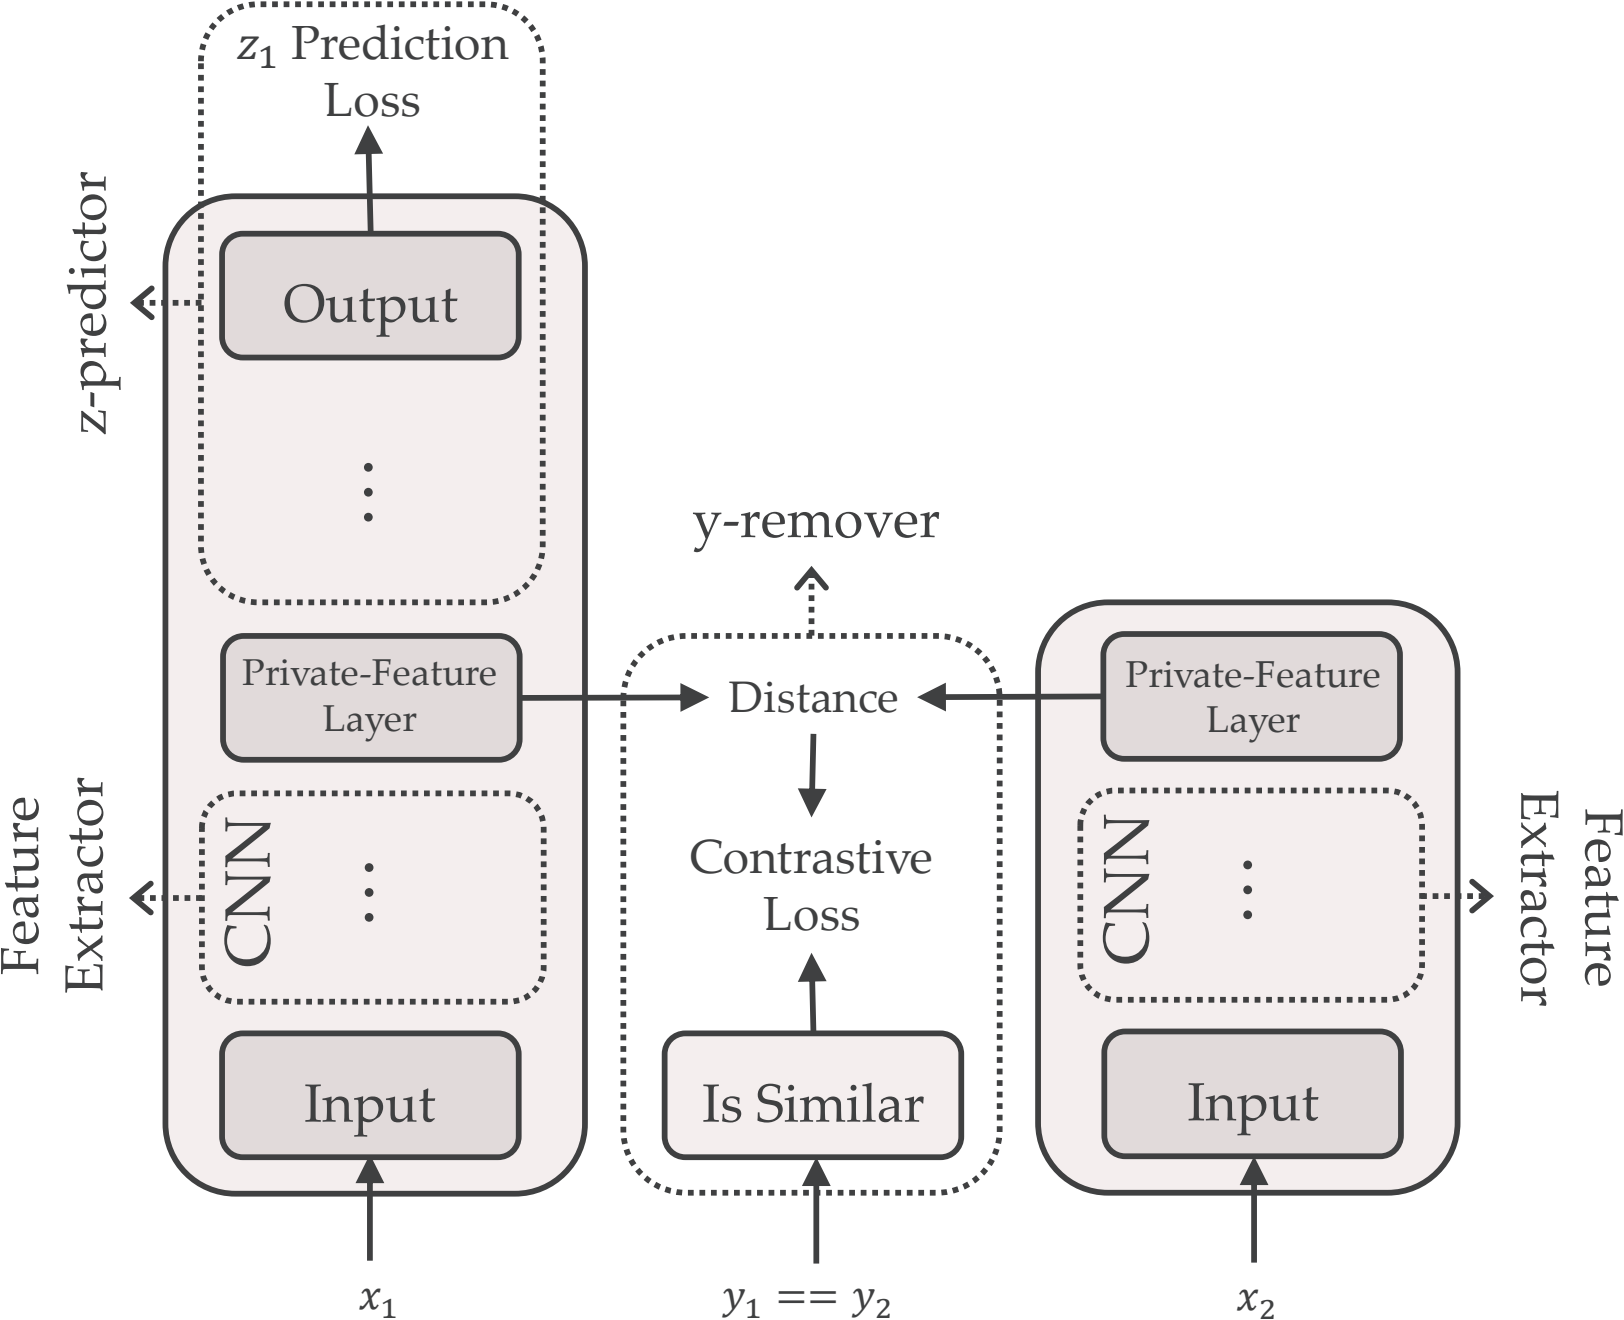 z₁ Prediction
Loss
z-predictor
Output
⋮
y-remover
Private-Feature
Layer
Distance
Private-Feature
Layer
Feature
Extractor
CNN
⋮
Contrastive
Loss
CNN
⋮
Extractor
Feature
Input
Is Similar
Input
x₁
y₁ == y₂
x₂